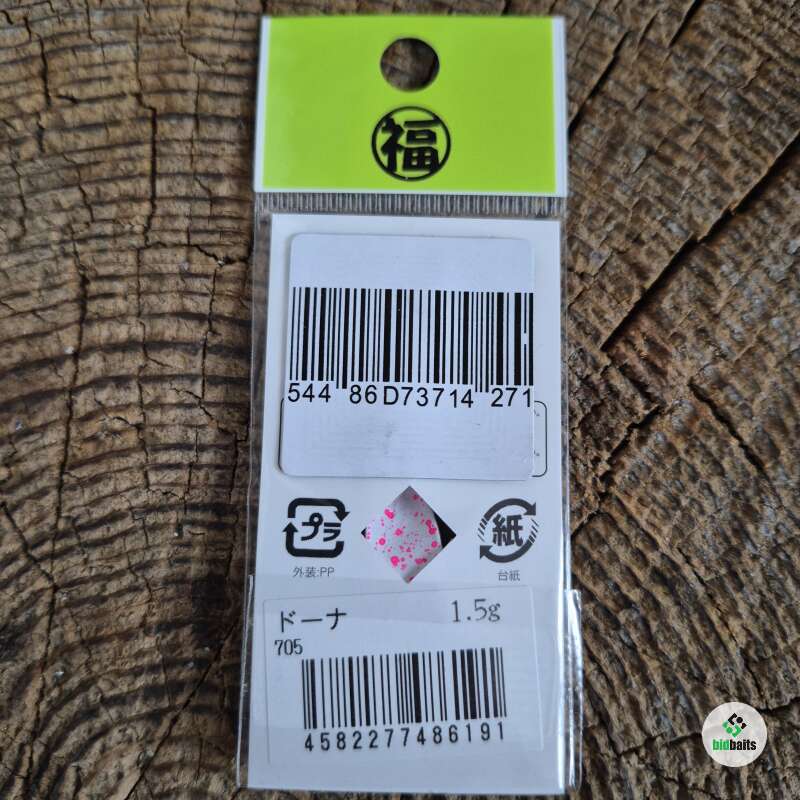 福
544 86D73714 271
プラ
紙
外装:PP
台紙
ドーナ 1.5g
705
4582277486191
bidbaits